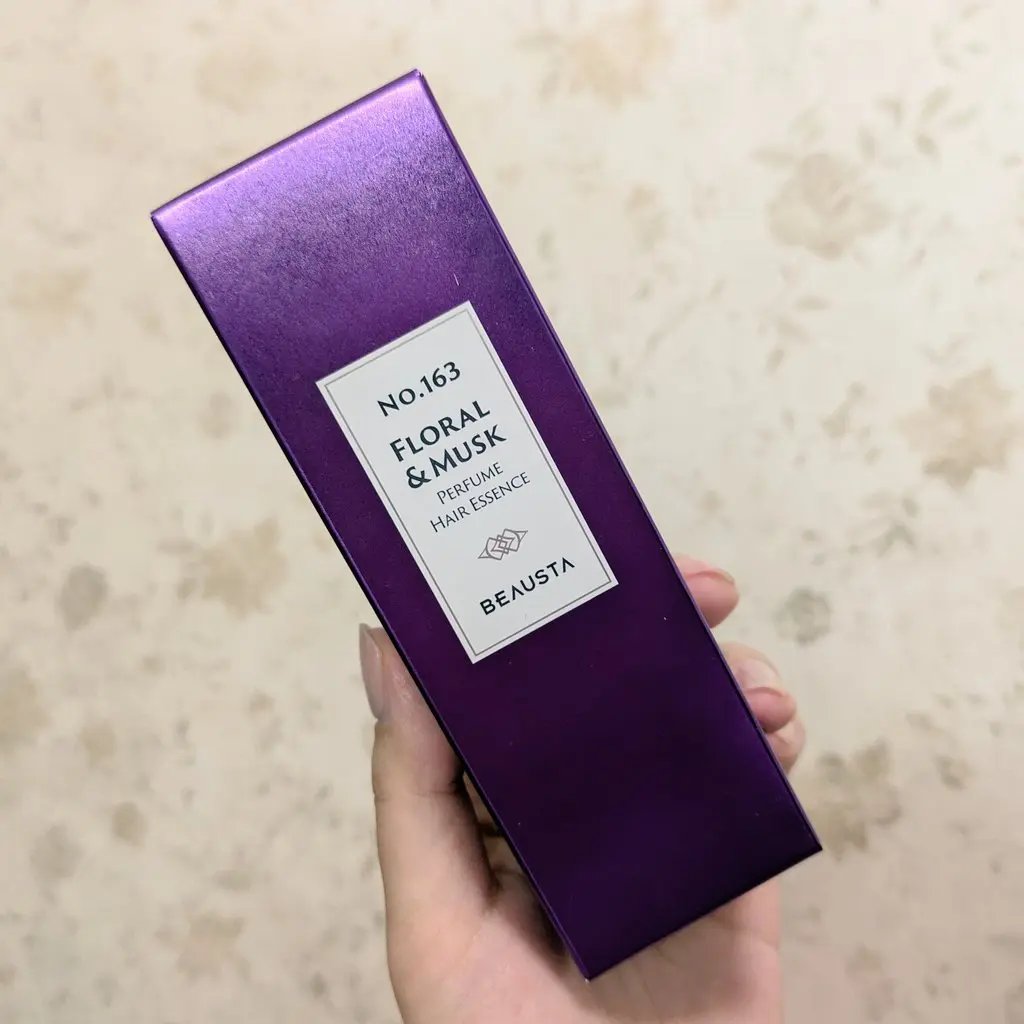 No.163
FLORAL
& MUSK
PERFUME
HAIR ESSENCE
BEAUSTA